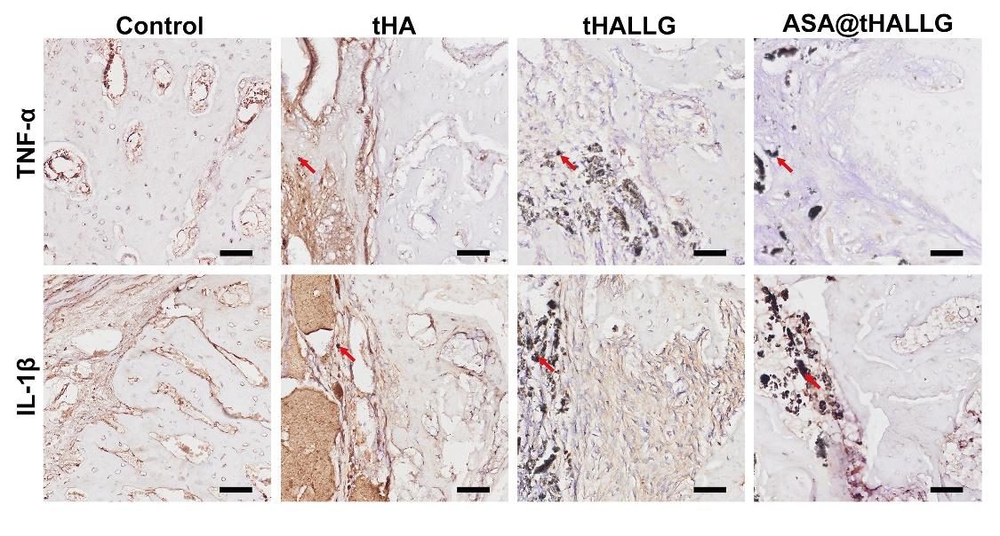 Control tHA tHALLG ASA@tHALLG
TNF-α
IL-1β